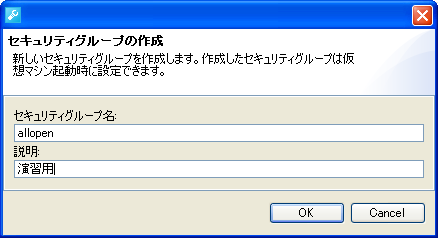 セキュリティグループの作成
新しいセキュリティグループを作成します。作成したセキュリティグループは仮
想マシン起動時に設定できます。
セキュリティグループ名:
allopen
説明:
演習用
OK Cancel